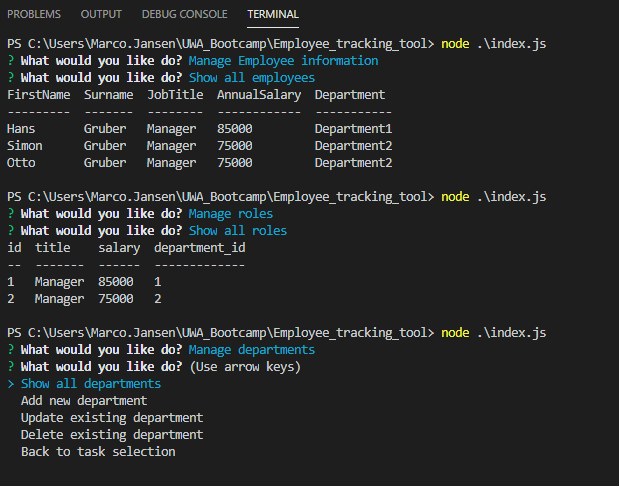 PROBLEMS OUTPUT DEBUG CONSOLE TERMINAL
PS C:\Users\Marco.Jansen\UWA_Bootcamp\Employee_tracking_tool> node .\index.js
? What would you like do? Manage Employee information
? What would you like do? Show all employees
FirstName  Surname  JobTitle  AnnualSalary  Department
---------  -------  --------  ------------  -----------
Hans       Gruber   Manager   85000         Department1
Simon      Gruber   Manager   75000         Department2
Otto       Gruber   Manager   75000         Department2
PS C:\Users\Marco.Jansen\UWA_Bootcamp\Employee_tracking_tool> node .\index.js
? What would you like do? Manage roles
? What would you like do? Show all roles
id  title    salary  department_id
--  -------  ------  -------------
1   Manager  85000   1
2   Manager  75000   2
PS C:\Users\Marco.Jansen\UWA_Bootcamp\Employee_tracking_tool> node .\index.js
? What would you like do? Manage departments
? What would you like do? (Use arrow keys)
> Show all departments
  Add new department
  Update existing department
  Delete existing department
  Back to task selection